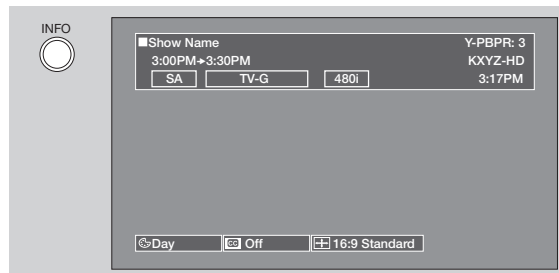 INFO
■Show Name Y-PBPR: 3
3:00PM→3:30PM KXYZ-HD
SA TV-G 480i 3:17PM
Day CC Off 16:9 Standard